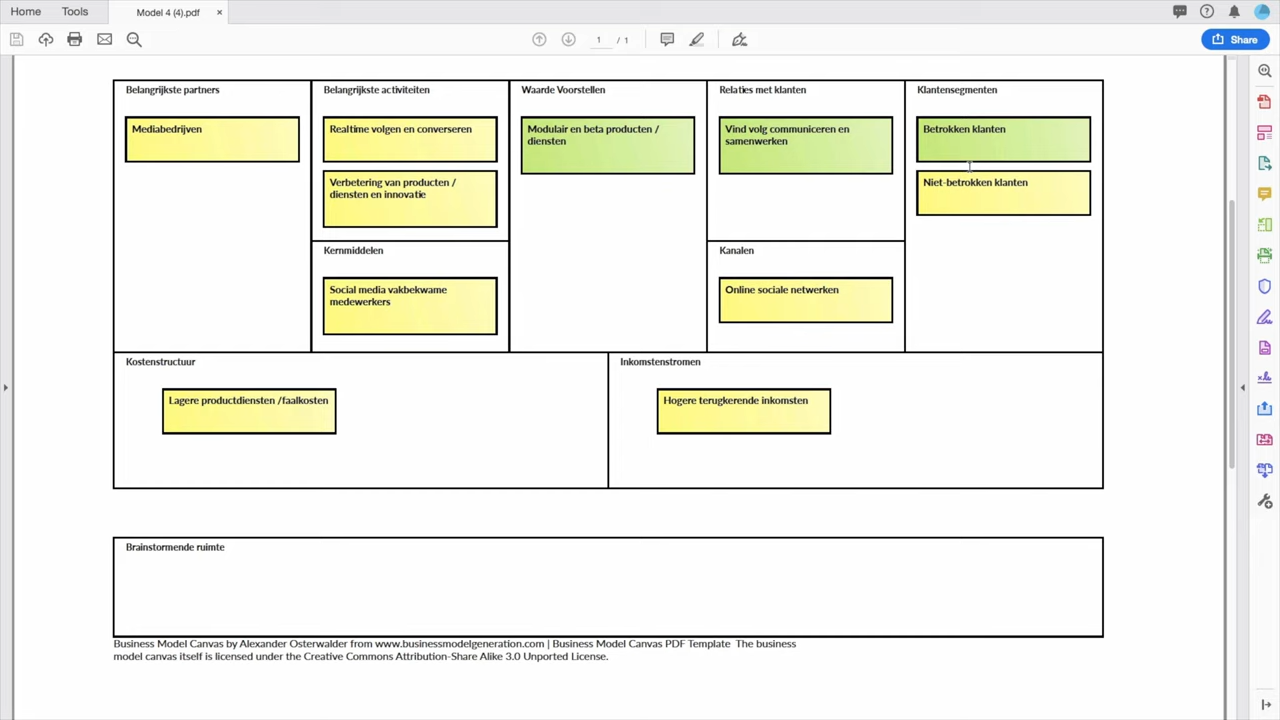 Home
Tools
Model 4 (4).pdf
×
1 / 1
Share
Belangrijkste partners
Mediabedrijven
Belangrijkste activiteiten
Realtime volgen en converseren
Verbetering van producten /
diensten en innovatie
Kernmiddelen
Social media vakbekwame
medewerkers
Waarde Voorstellen
Modulair en beta producten /
diensten
Relaties met klanten
Vind volg communiceren en
samenwerken
Kanalen
Online sociale netwerken
Klantensegmenten
Betrokken klanten
Niet-betrokken klanten
Kostenstructuur
Lagere productdiensten /faalkosten
Inkomstenstromen
Hogere terugkerende inkomsten
Brainstormende ruimte
Business Model Canvas by Alexander Osterwalder from www.businessmodelgeneration.com | Business Model Canvas PDF Template The business
model canvas itself is licensed under the Creative Commons Attribution-Share Alike 3.0 Unported License.